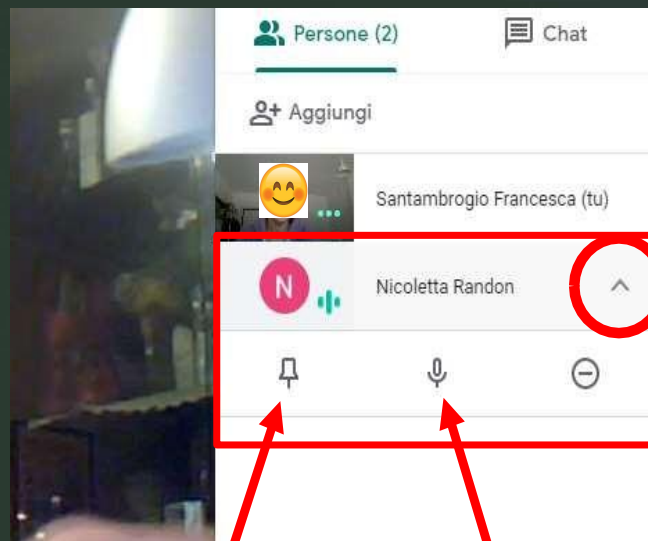 Persone (2)
Chat
Aggiungi
Santambrogio Francesca (tu)
N
Nicoletta Randon